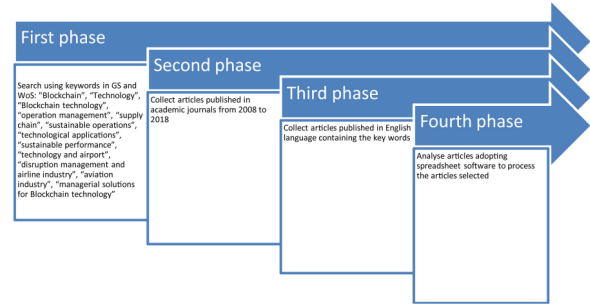 First phase
Search using keywords in GS and
WoS: "Blockchain", "Technology",
"Blockchain technology",
"operation management", "supply
chain", "sustainable operations",
"technological applications",
"sustainable performance",
"technology and airport",
"disruption management and
airline industry", "aviation
industry", "managerial solutions
for Blockchain technology"
Second phase
Collect articles published in
academic journals from 2008 to
2018
Third phase
Collect articles published in English
language containing the key words
Fourth phase
Analyse articles adopting
spreadsheet software to process
the articles selected